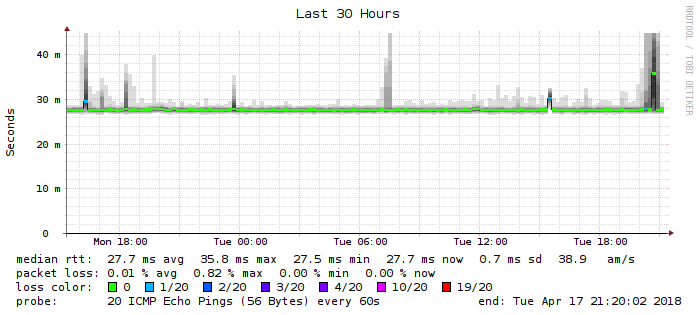 Last 30 Hours
RRDTOOL / TOBI OETIKER
Seconds
40 m
30 m
20 m
10 m
0
Mon 18:00 Tue 00:00 Tue 06:00 Tue 12:00 Tue 18:00
median rtt: 27.7 ms avg 35.8 ms max 27.5 ms min 27.7 ms now 0.7 ms sd 38.9 am/s
packet loss: 0.01 % avg 0.82 % max 0.00 % min 0.00 % now
loss color: 0 1/20 2/20 3/20 4/20 10/20 19/20
probe: 20 ICMP Echo Pings (56 Bytes) every 60s end: Tue Apr 17 21:20:02 2018